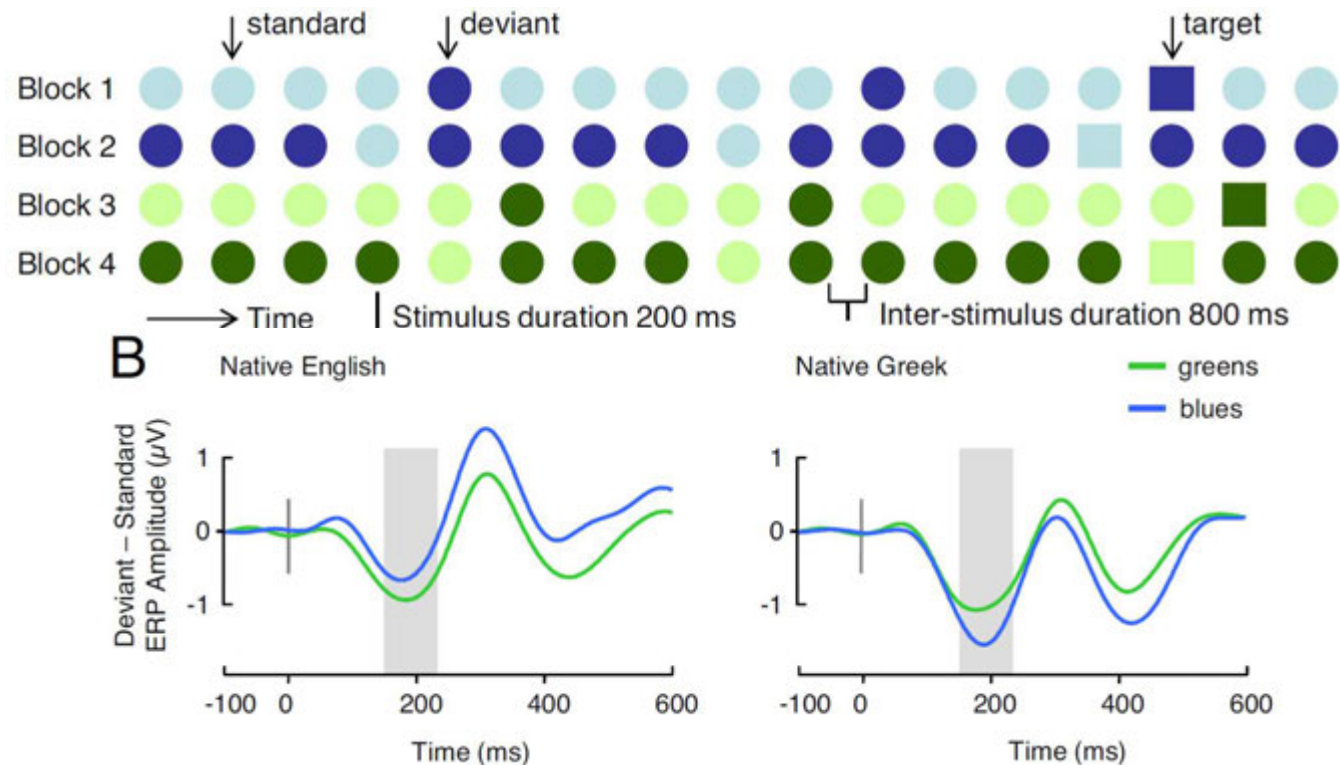 standard deviant target
Block 1
Block 2
Block 3
Block 4
Time Stimulus duration 200 ms Inter-stimulus duration 800 ms
B Native English Native Greek
greens
blues
Deviant – Standard
ERP Amplitude (µV)
1
0
-1
-100 0 200 400 600
Time (ms)
1
0
-1
-100 0 200 400 600
Time (ms)